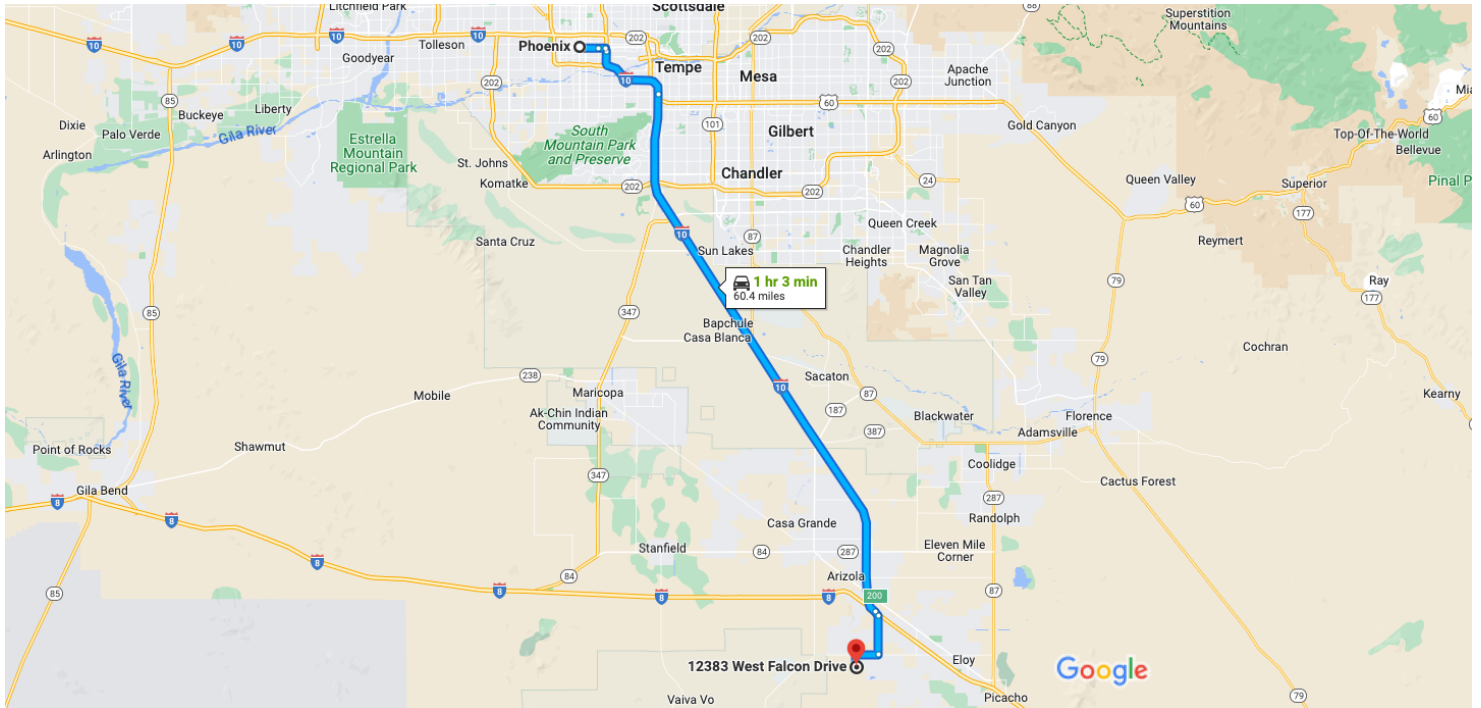 Litchfield Park
Scottsdale
88
Superstition
Mountains
10
10
10
10
202
202
202
Tolleson
Phoenix
Goodyear
Tempe
Mesa
Apache
Junction
85
202
10
60
60
Buckeye
Liberty
Dixie
Palo Verde
Gila River
Arlington
Estrella
Mountain
Regional Park
South
Mountain Park
and Preserve
101
Gilbert
Gold Canyon
Top-Of-The-World
Bellevue
St. Johns
Komatke
202
Chandler
202
24
Queen Valley
Superior
Pinal P
60
177
Santa Cruz
10
87
Sun Lakes
Queen Creek
Chandler
Heights
Magnolia
Grove
Reymert
1 hr 3 min
60.4 miles
San Tan
Valley
79
Ray
177
85
347
Bapchule
Casa Blanca
Gila River
79
Cochran
238
Mobile
Maricopa
10
Sacaton
87
Kearny
Ak-Chin Indian
Community
187
387
Blackwater
Florence
Adamsville
Point of Rocks
Shawmut
347
Coolidge
Gila Bend
8
8
287
Cactus Forest
Casa Grande
Randolph
Stanfield
84
287
Eleven Mile
Corner
8
84
Arizola
8
8
8
200
85
87
12383 West Falcon Drive
Eloy
Google
Vaiva Vo
Picacho
79